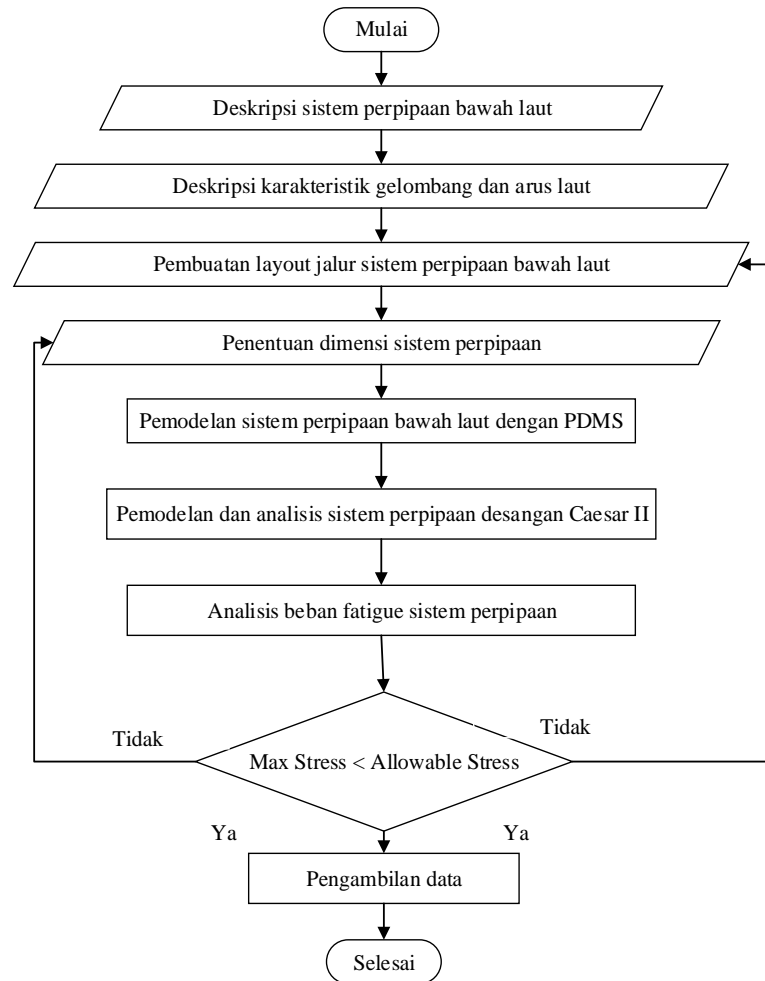 Mulai
Deskripsi sistem perpipaan bawah laut
Deskripsi karakteristik gelombang dan arus laut
Pembuatan layout jalur sistem perpipaan bawah laut
Penentuan dimensi sistem perpipaan
Pemodelan sistem perpipaan bawah laut dengan PDMS
Pemodelan dan analisis sistem perpipaan desangan Caesar II
Analisis beban fatigue sistem perpipaan
Tidak
Tidak
Max Stress < Allowable Stress
Ya
Ya
Pengambilan data
Selesai